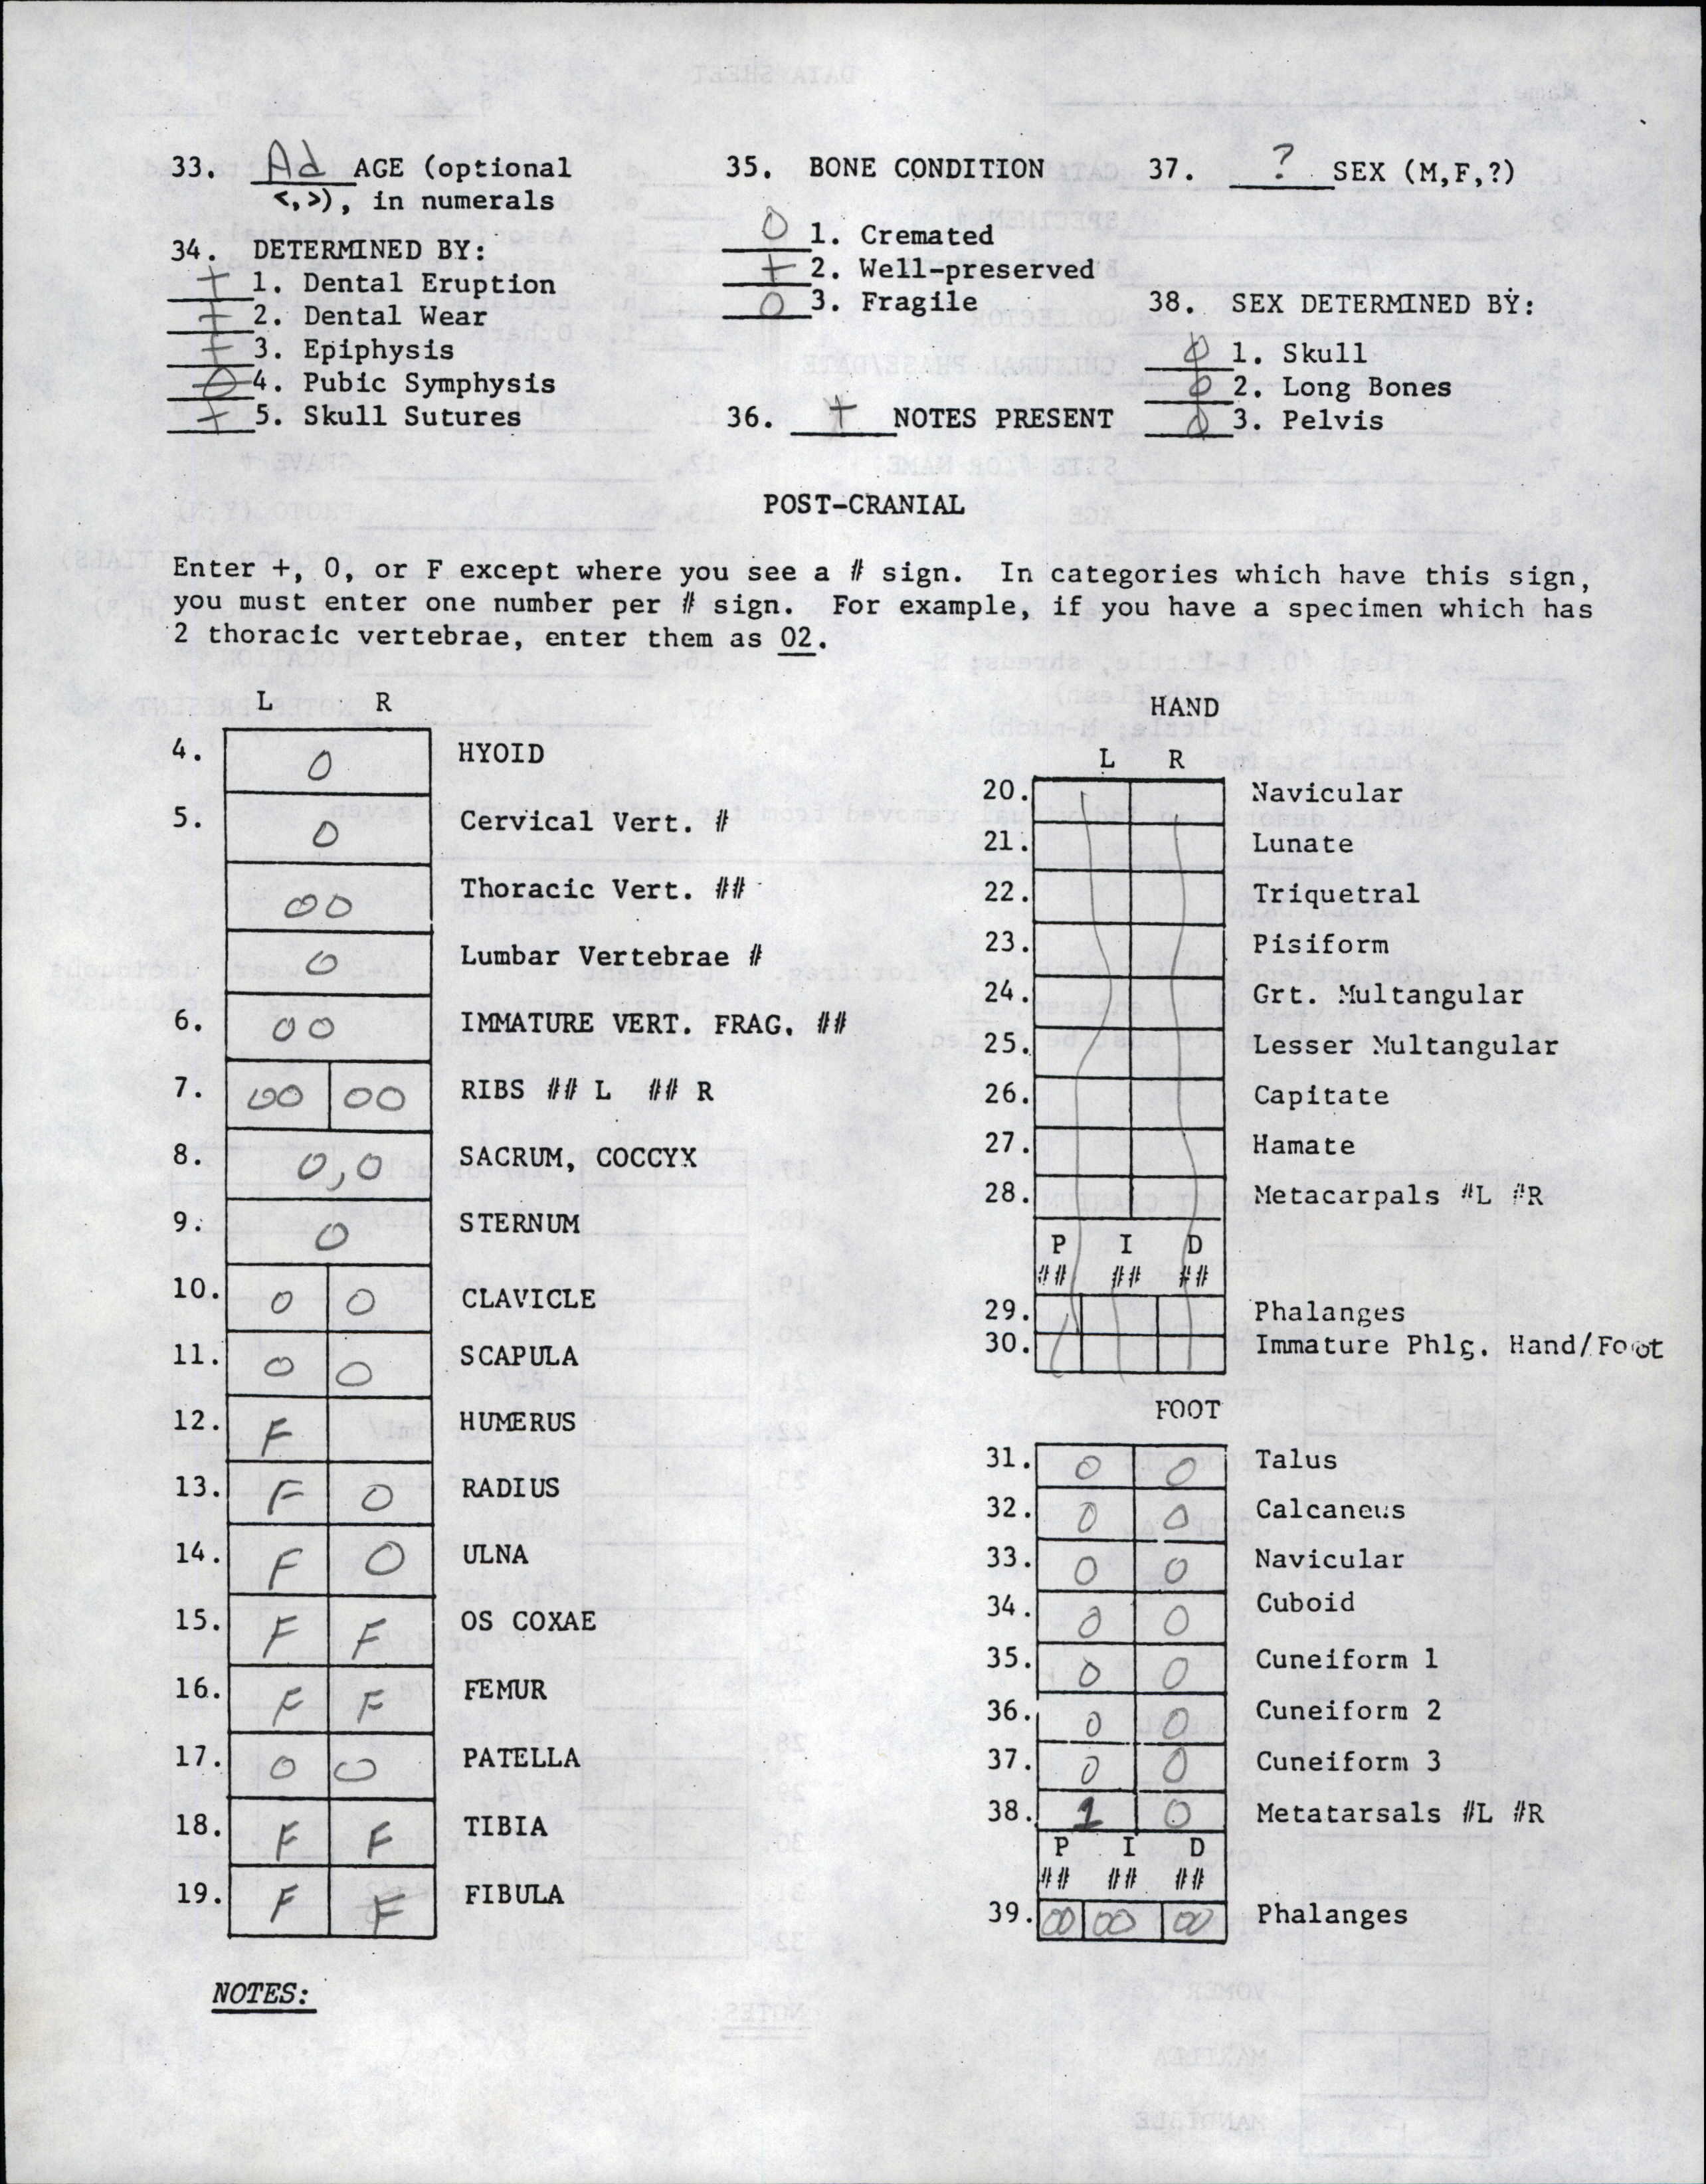 33. Ad AGE (optional
<,>), in numerals
34. DETERMINED BY:
+ 1. Dental Eruption
+ 2. Dental Wear
+ 3. Epiphysis
0 4. Pubic Symphysis
+ 5. Skull Sutures
35. BONE CONDITION
0 1. Cremated
+ 2. Well-preserved
0 3. Fragile
36. + NOTES PRESENT
37. ? SEX (M,F,?)
38. SEX DETERMINED BY:
0 1. Skull
0 2. Long Bones
0 3. Pelvis
POST-CRANIAL
Enter +, 0, or F except where you see a # sign. In categories which have this sign,
you must enter one number per # sign. For example, if you have a specimen which has
2 thoracic vertebrae, enter them as 02.
L R
4. 0 HYOID
5. 0 Cervical Vert. #
00 Thoracic Vert. ##
0 Lumbar Vertebrae #
6. 00 IMMATURE VERT. FRAG. ##
7. 00 00 RIBS ## L ## R
8. 0,0 SACRUM, COCCYX
9. 0 STERNUM
10. 0 0 CLAVICLE
11. 0 0 SCAPULA
12. F HUMERUS
13. F 0 RADIUS
14. F 0 ULNA
15. F F OS COXAE
16. F F FEMUR
17. 0 0 PATELLA
18. F F TIBIA
19. F F FIBULA
NOTES:
HAND
L R
20. Navicular
21. Lunate
22. Triquetral
23. Pisiform
24. Grt. Multangular
25. Lesser Multangular
26. Capitate
27. Hamate
28. Metacarpals #L #R
P I D
## ## ##
29. Phalanges
30. Immature Phlg. Hand/Foot
FOOT
31. 0 0 Talus
32. 0 0 Calcaneus
33. 0 0 Navicular
34. 0 0 Cuboid
35. 0 0 Cuneiform 1
36. 0 0 Cuneiform 2
37. 0 0 Cuneiform 3
38. 1 0 Metatarsals #L #R
P I D
## ## ##
39. 00 00 00 Phalanges